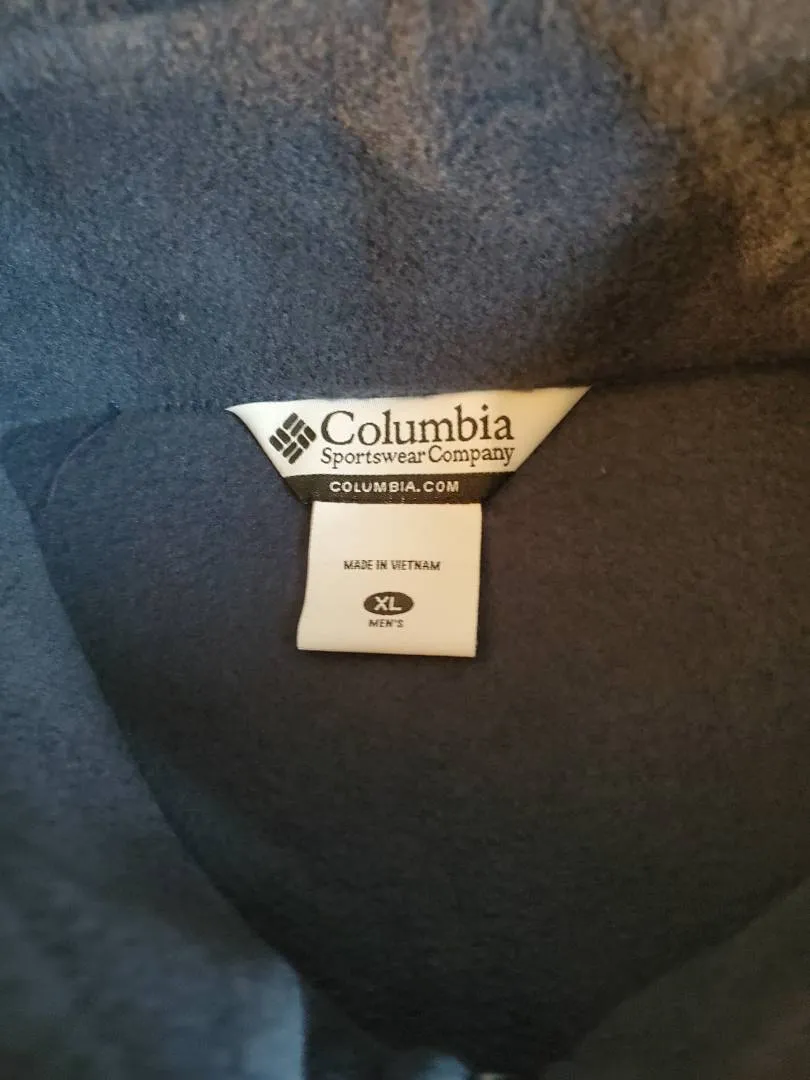 Columbia
Sportswear Company
COLUMBIA.COM
MADE IN VIETNAM
XL
MEN'S